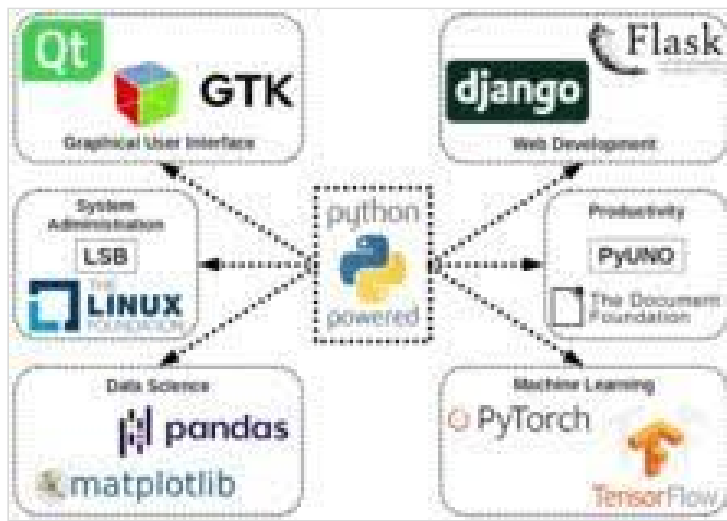 Qt
GTK
Graphical User Interface
Flask
django
Web Development
System
Administration
LSB
THE
LINUX
FOUNDATION
python
powered
Productivity
PyUNO
The Document
Foundation
Data Science
pandas
matplotlib
Machine Learning
PyTorch
TensorFlow